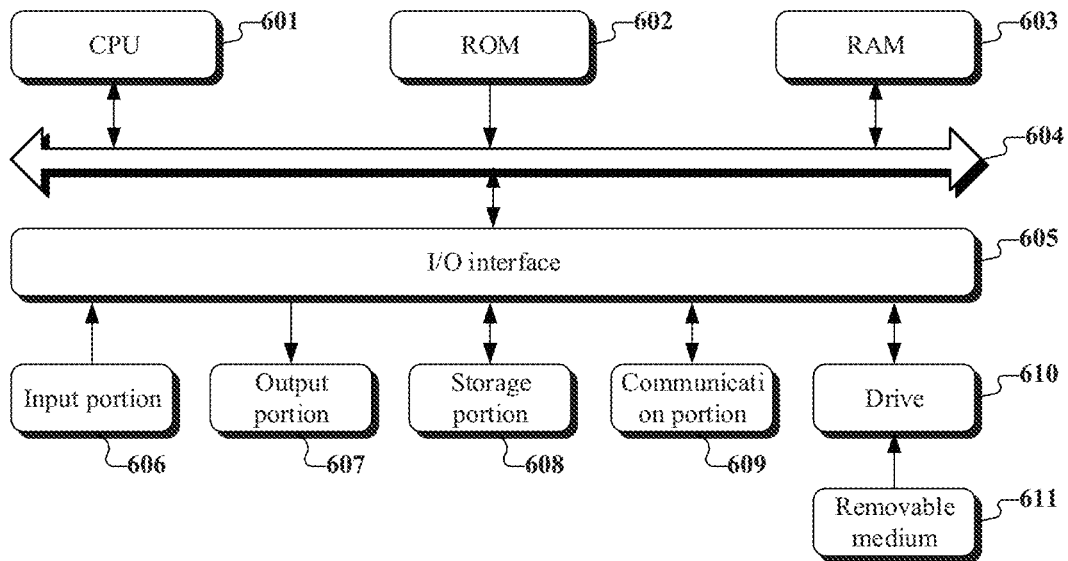 CPU
601
ROM
602
RAM
603
604
I/O interface
605
Input portion
606
Output
portion
607
Storage
portion
608
Communicati
on portion
609
Drive
610
Removable
medium
611